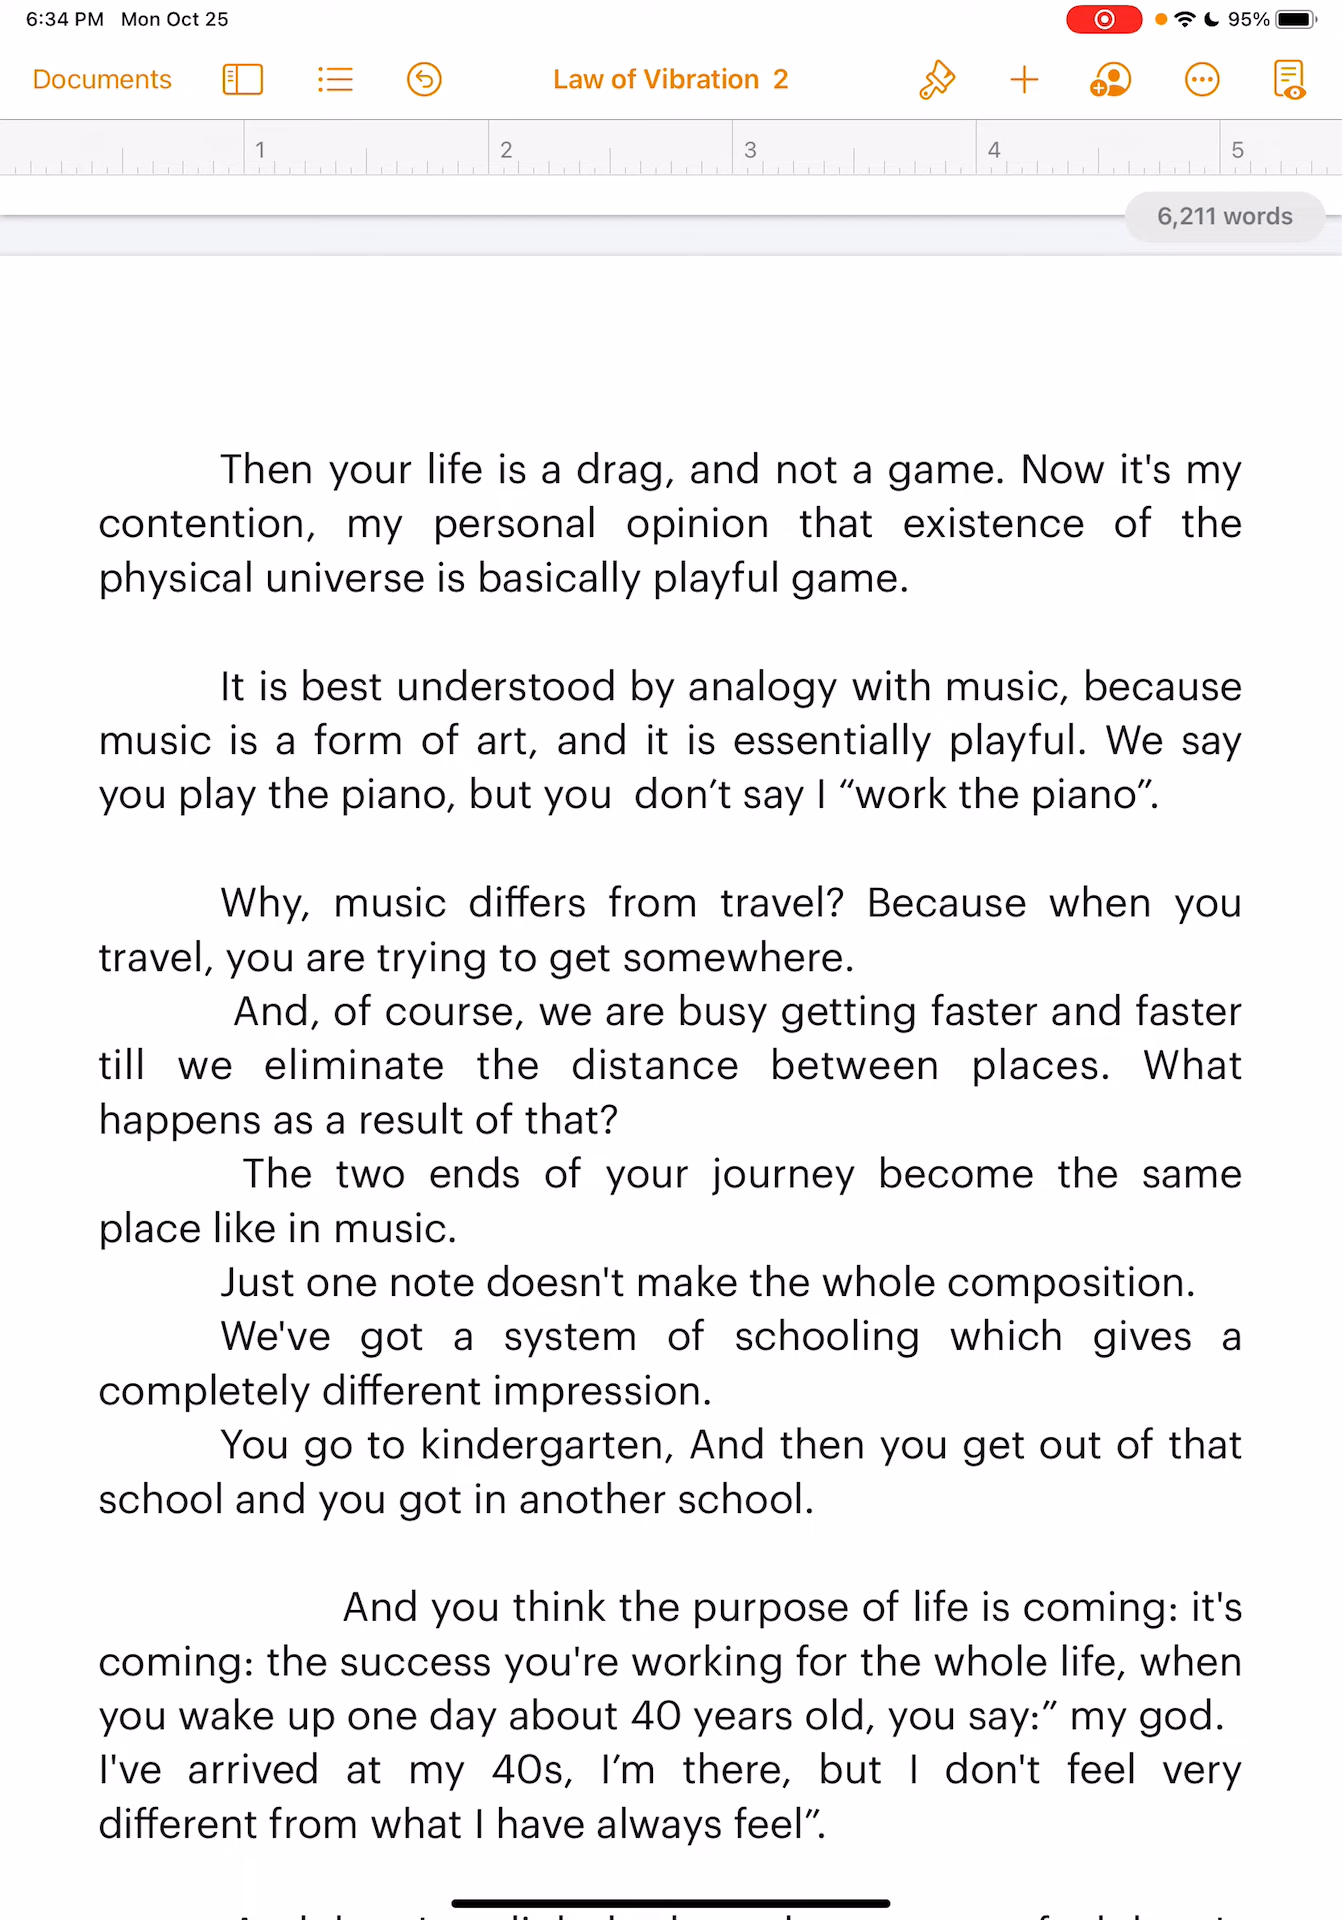 6:34 PM Mon Oct 25 95%
Documents Law of Vibration 2
1 2 3 4 5
6,211 words
Then your life is a drag, and not a game. Now it's my
contention, my personal opinion that existence of the
physical universe is basically playful game.
It is best understood by analogy with music, because
music is a form of art, and it is essentially playful. We say
you play the piano, but you  don’t say I “work the piano”.
Why, music differs from travel? Because when you
travel, you are trying to get somewhere.
And, of course, we are busy getting faster and faster
till we eliminate the distance between places. What
happens as a result of that?
The two ends of your journey become the same
place like in music.
Just one note doesn't make the whole composition.
We've got a system of schooling which gives a
completely different impression.
You go to kindergarten, And then you get out of that
school and you got in another school.
And you think the purpose of life is coming: it's
coming: the success you're working for the whole life, when
you wake up one day about 40 years old, you say:” my god.
I've arrived at my 40s, I’m there, but I don't feel very
different from what I have always feel”.